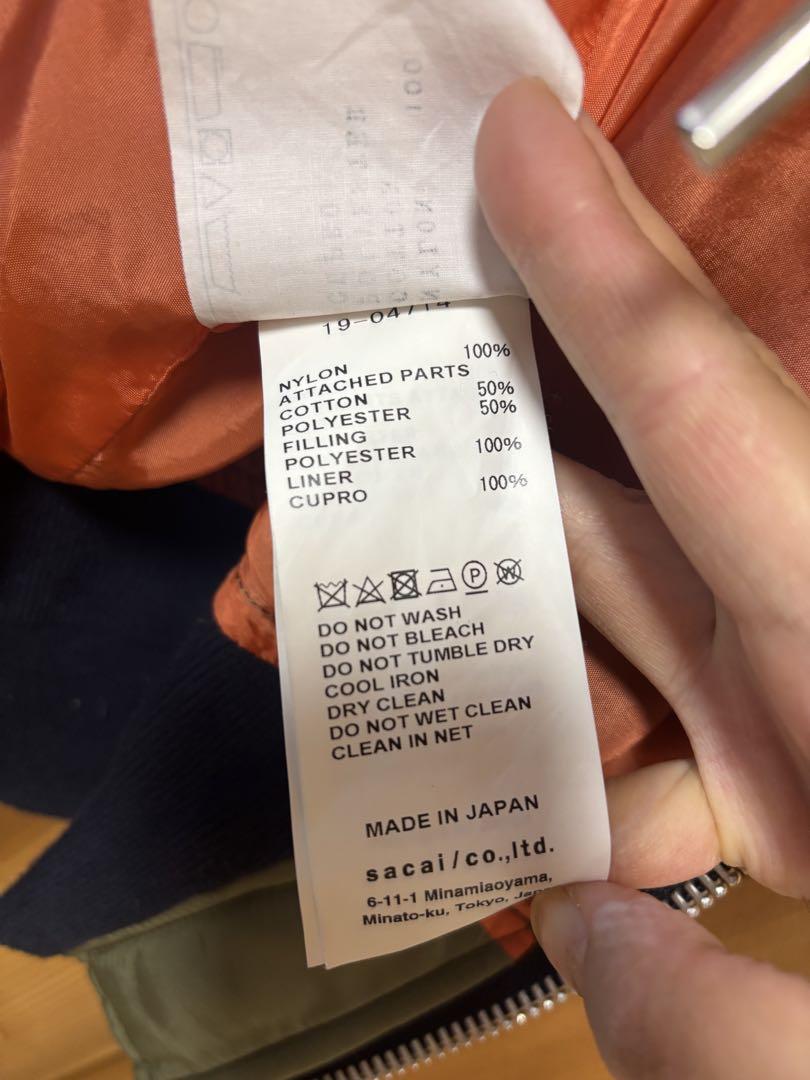 19-04714
NYLON 100%
ATTACHED PARTS
COTTON 50%
POLYESTER 50%
FILLING
POLYESTER 100%
LINER
CUPRO 100%
P
W
DO NOT WASH
DO NOT BLEACH
DO NOT TUMBLE DRY
COOL IRON
DRY CLEAN
DO NOT WET CLEAN
CLEAN IN NET
MADE IN JAPAN
sacai/co.,ltd.
6-11-1 Minamiaoyama,
Minato-ku, Tokyo, Japan